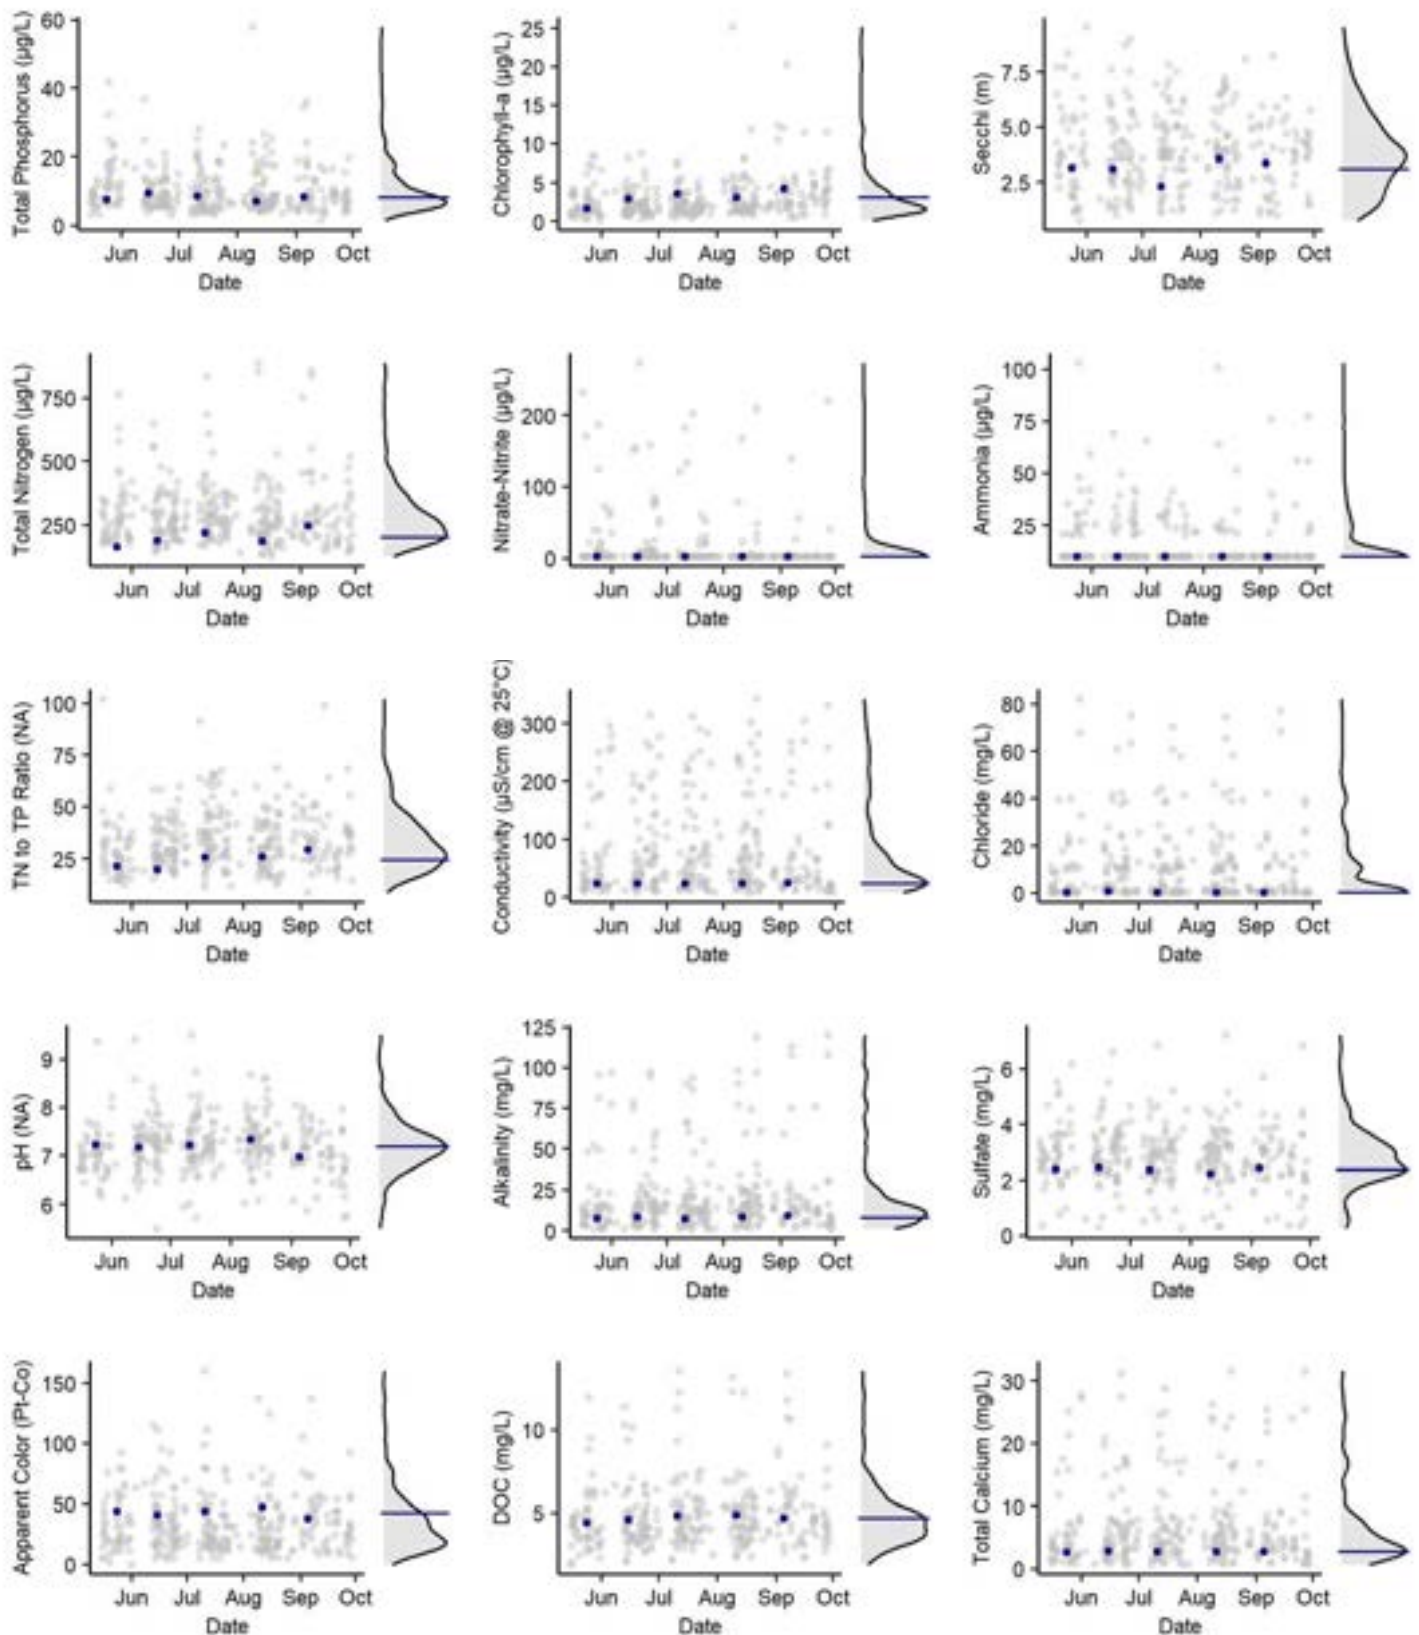 Total Phosphorus (µg/L)
60
40
20
0
Jun Jul Aug Sep Oct
Date
Chlorophyll-a (µg/L)
25
20
15
10
5
0
Jun Jul Aug Sep Oct
Date
Secchi (m)
7.5
5.0
2.5
Jun Jul Aug Sep Oct
Date
Total Nitrogen (µg/L)
750
500
250
Jun Jul Aug Sep Oct
Date
Nitrate-Nitrite (µg/L)
200
100
0
Jun Jul Aug Sep Oct
Date
Ammonia (µg/L)
100
75
50
25
Jun Jul Aug Sep Oct
Date
TN to TP Ratio (NA)
100
75
50
25
Jun Jul Aug Sep Oct
Date
Conductivity (µS/cm @ 25°C)
300
200
100
0
Jun Jul Aug Sep Oct
Date
Chloride (mg/L)
80
60
40
20
0
Jun Jul Aug Sep Oct
Date
pH (NA)
9
8
7
6
Jun Jul Aug Sep Oct
Date
Alkalinity (mg/L)
125
100
75
50
25
0
Jun Jul Aug Sep Oct
Date
Sulfate (mg/L)
6
4
2
0
Jun Jul Aug Sep Oct
Date
Apparent Color (Pt-Co)
150
100
50
0
Jun Jul Aug Sep Oct
Date
DOC (mg/L)
10
5
Jun Jul Aug Sep Oct
Date
Total Calcium (mg/L)
30
20
10
0
Jun Jul Aug Sep Oct
Date